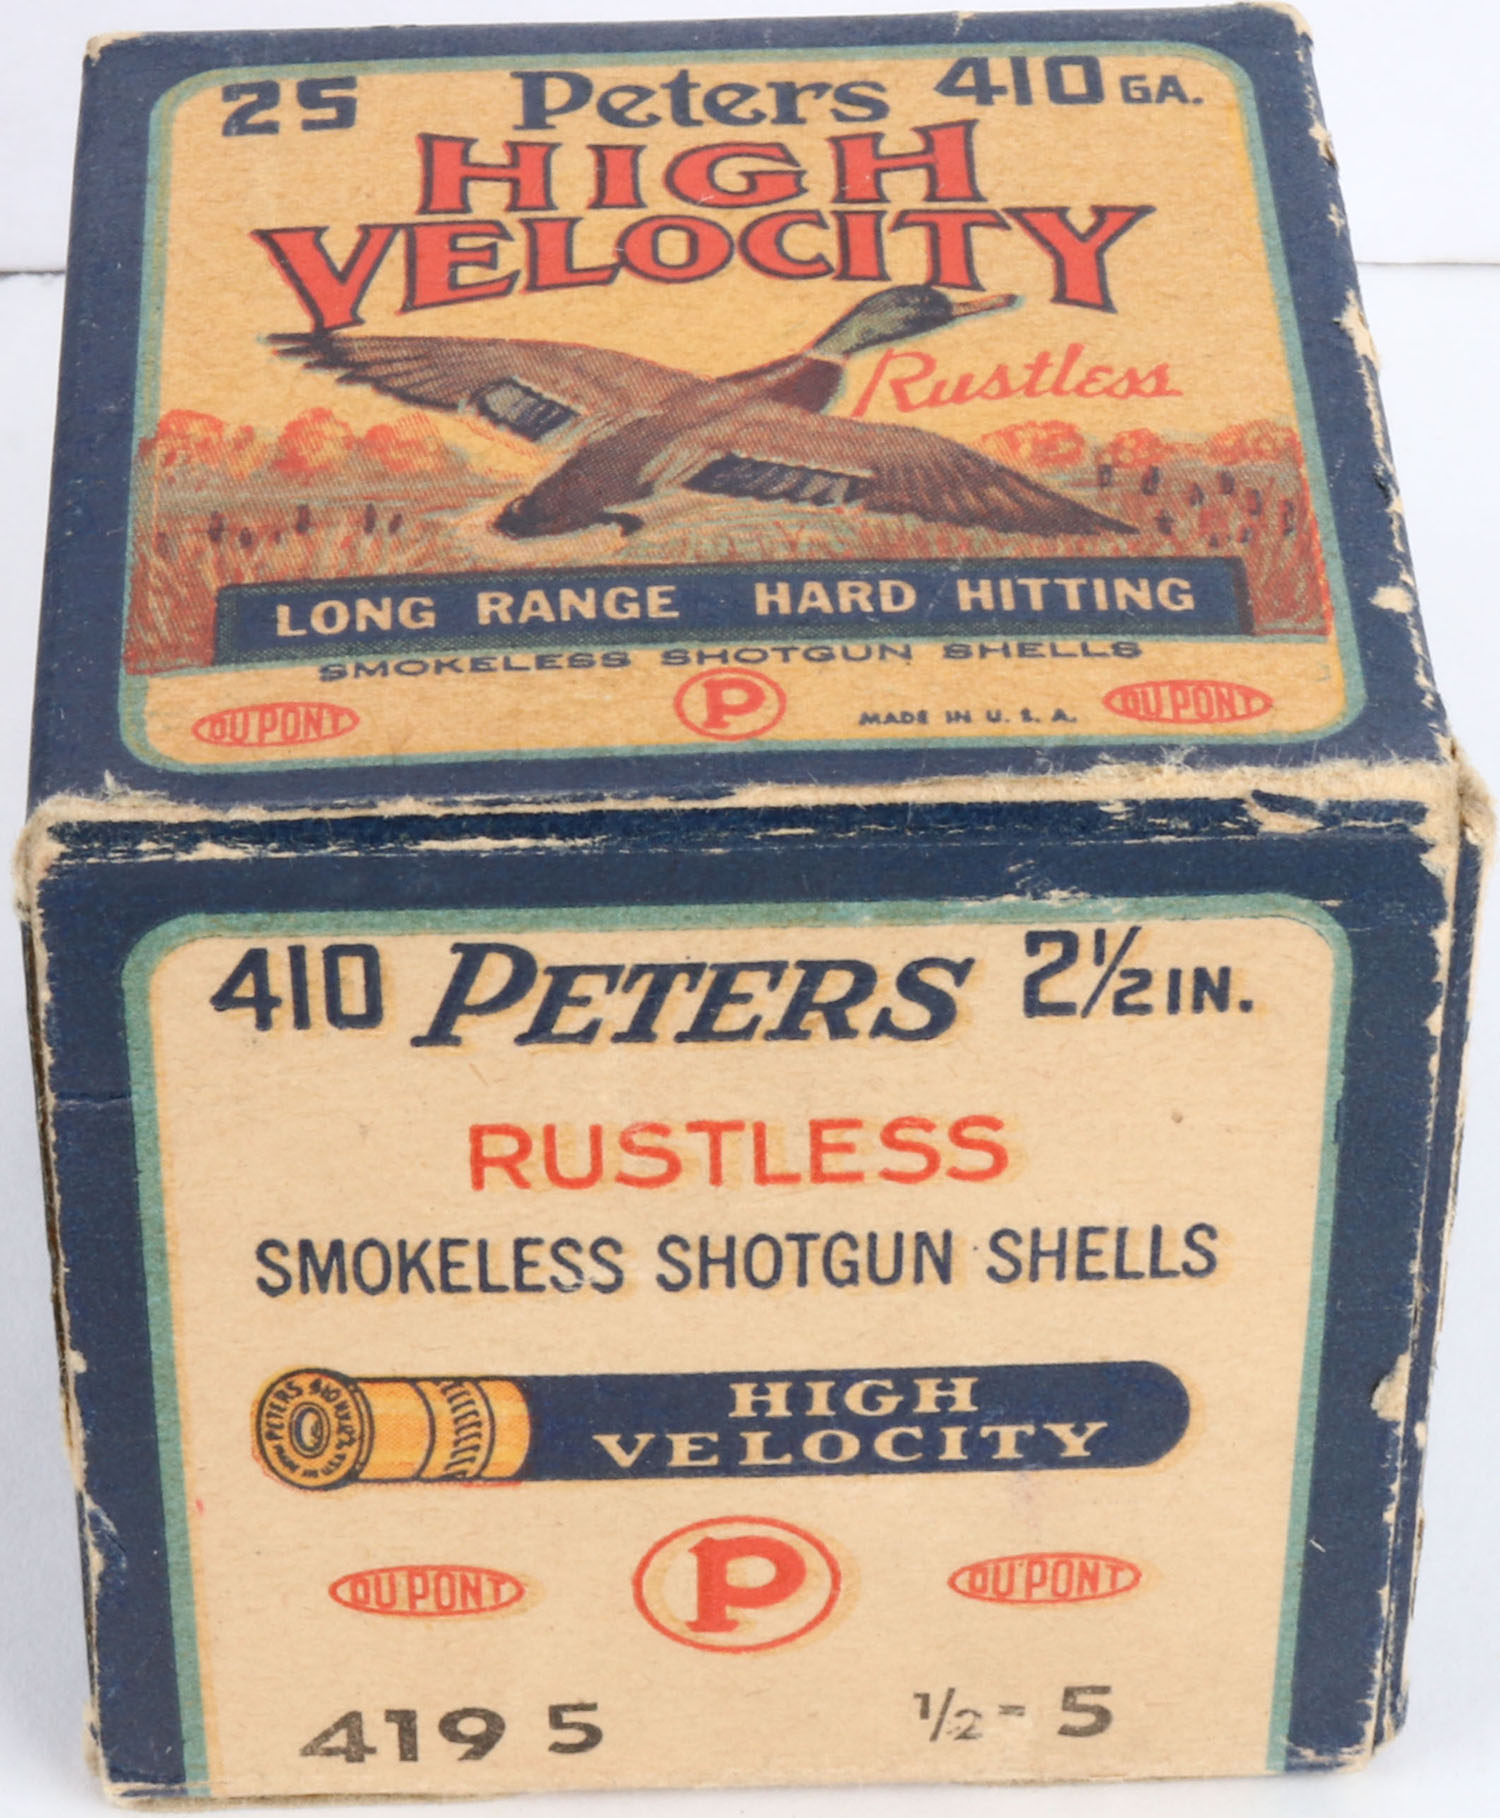 25 Peters 410 GA.
HIGH
VELOCITY
Rustless
LONG RANGE HARD HITTING
SMOKELESS SHOTGUN SHELLS
DU PONT P MADE IN U. S. A. DU PONT
410 PETERS 2½ IN.
RUSTLESS
SMOKELESS SHOTGUN SHELLS
PETERS 410
HIGH
VELOCITY
DU PONT P DU PONT
419 5 ½ - 5